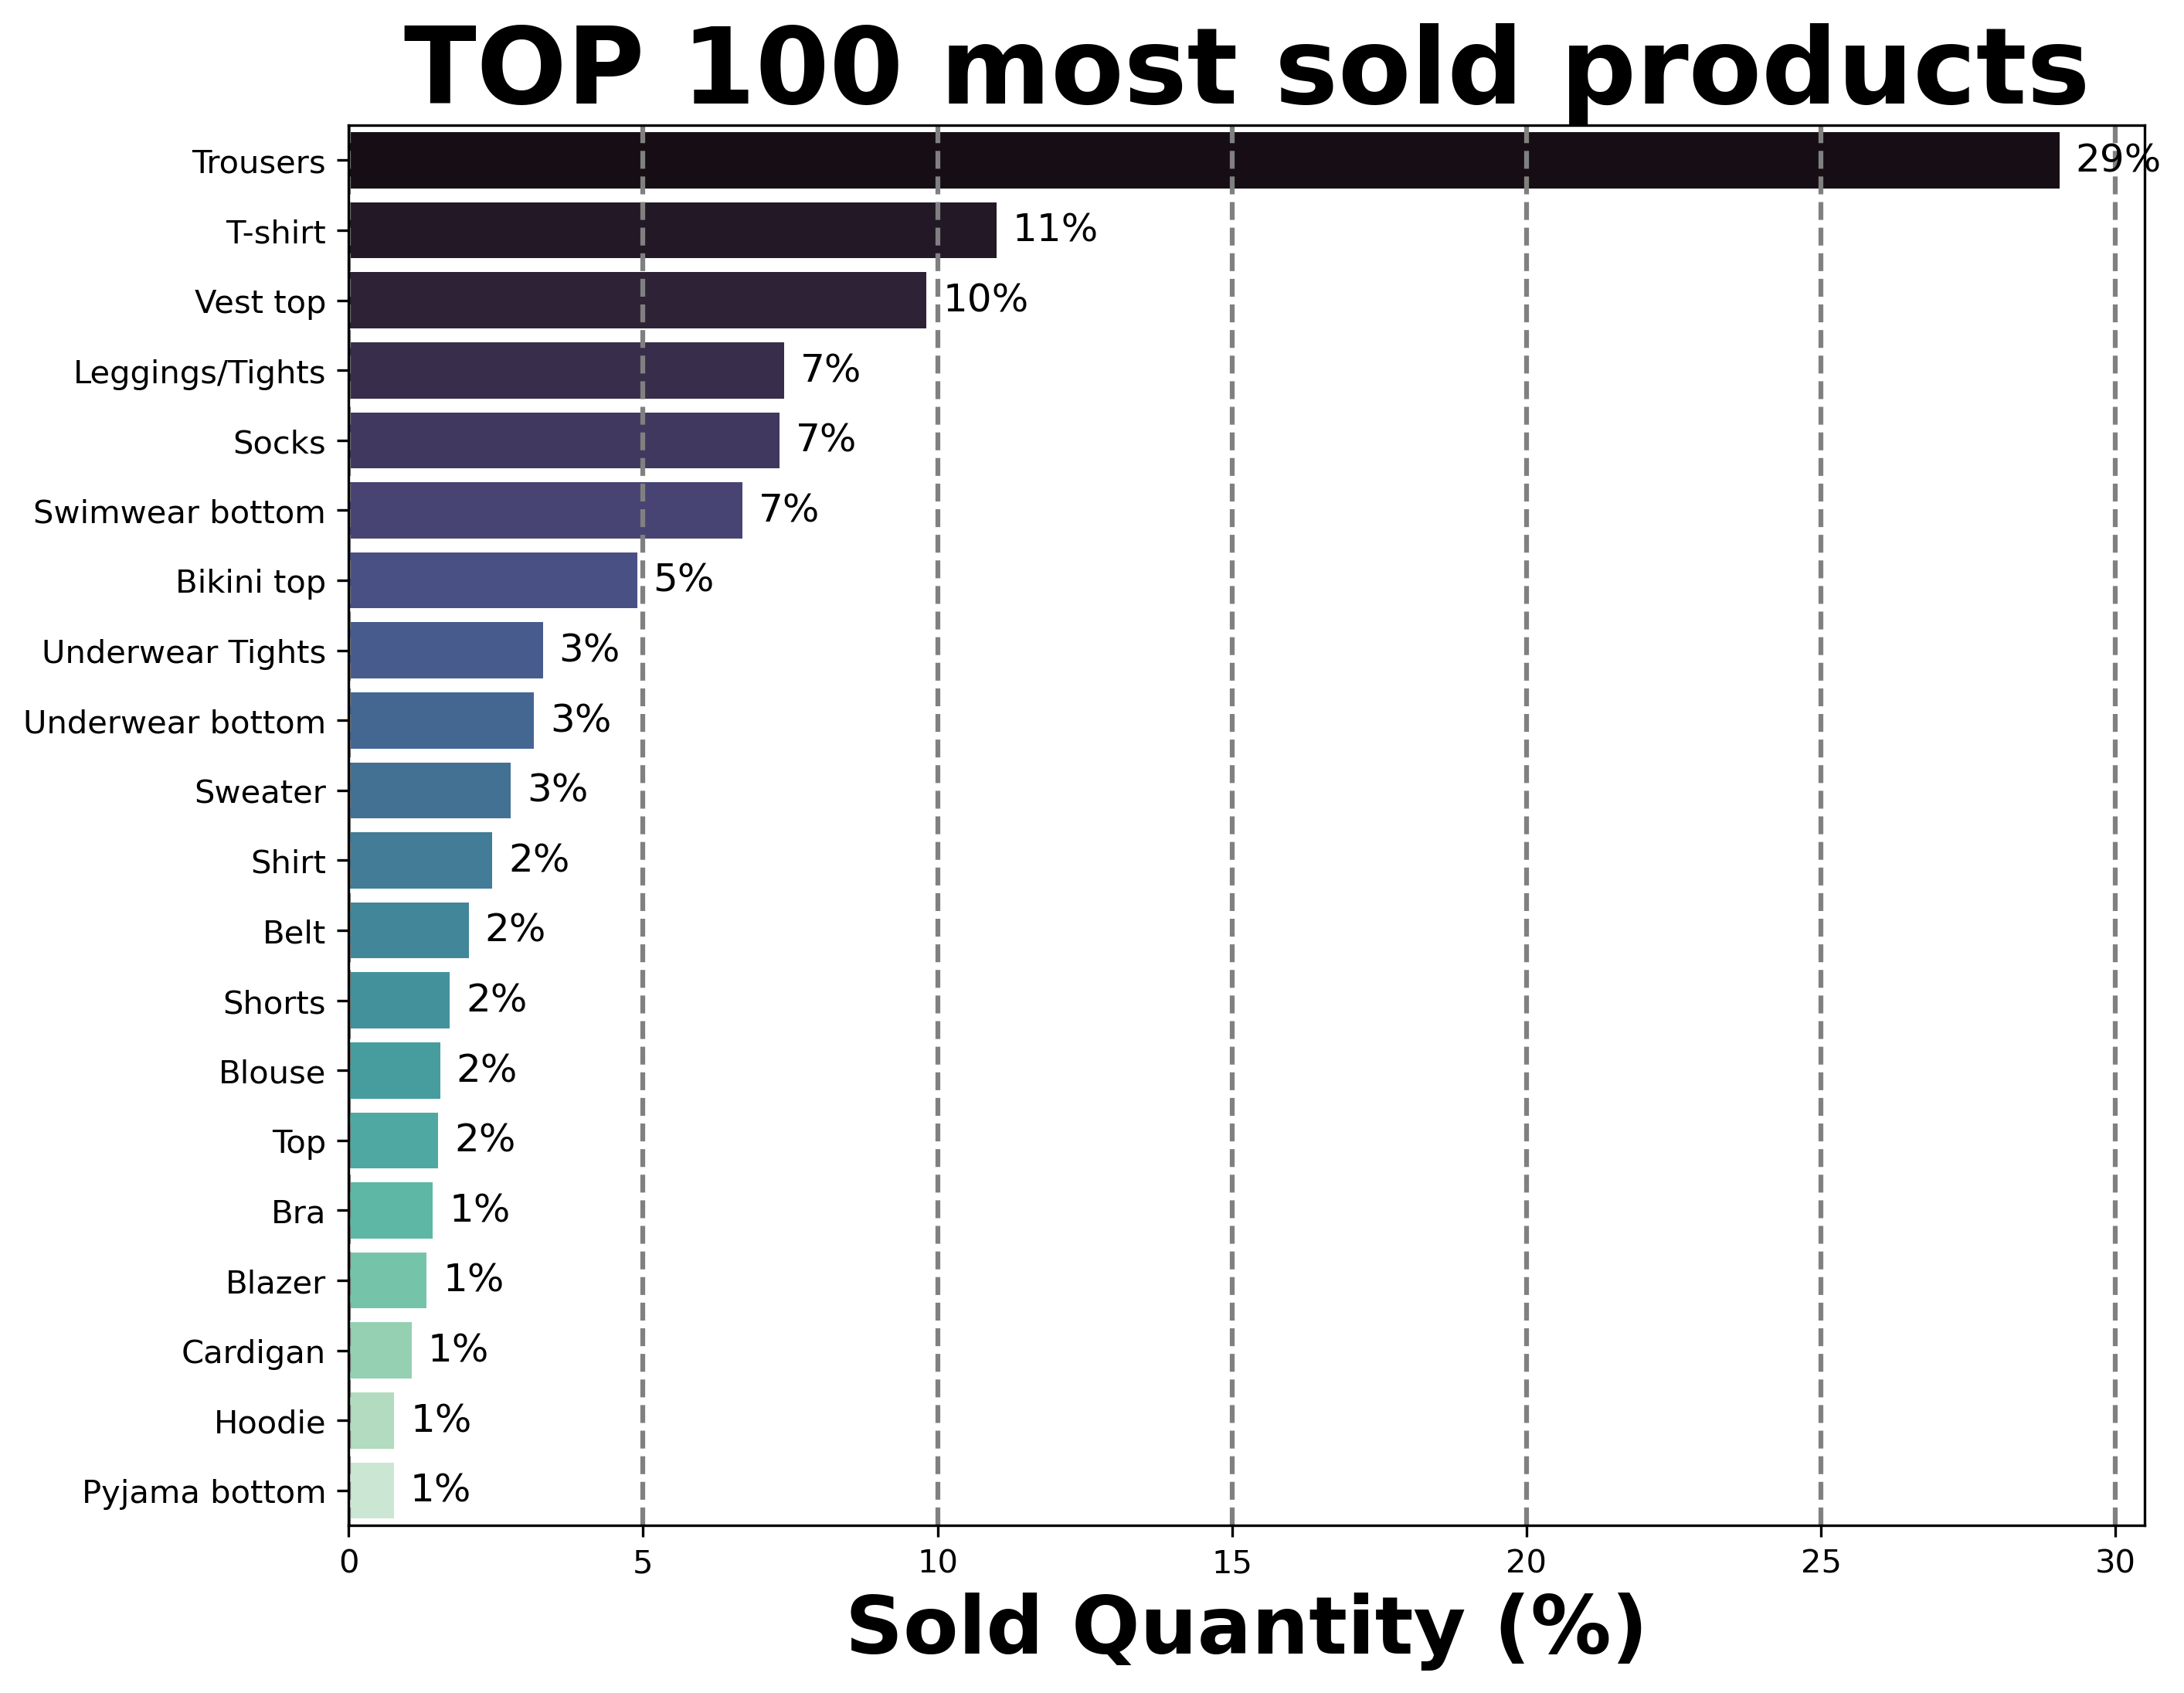 TOP 100 most sold products
Trousers 29%
T-shirt 11%
Vest top 10%
Leggings/Tights 7%
Socks 7%
Swimwear bottom 7%
Bikini top 5%
Underwear Tights 3%
Underwear bottom 3%
Sweater 3%
Shirt 2%
Belt 2%
Shorts 2%
Blouse 2%
Top 2%
Bra 1%
Blazer 1%
Cardigan 1%
Hoodie 1%
Pyjama bottom 1%
0 5 10 15 20 25 30
Sold Quantity (%)